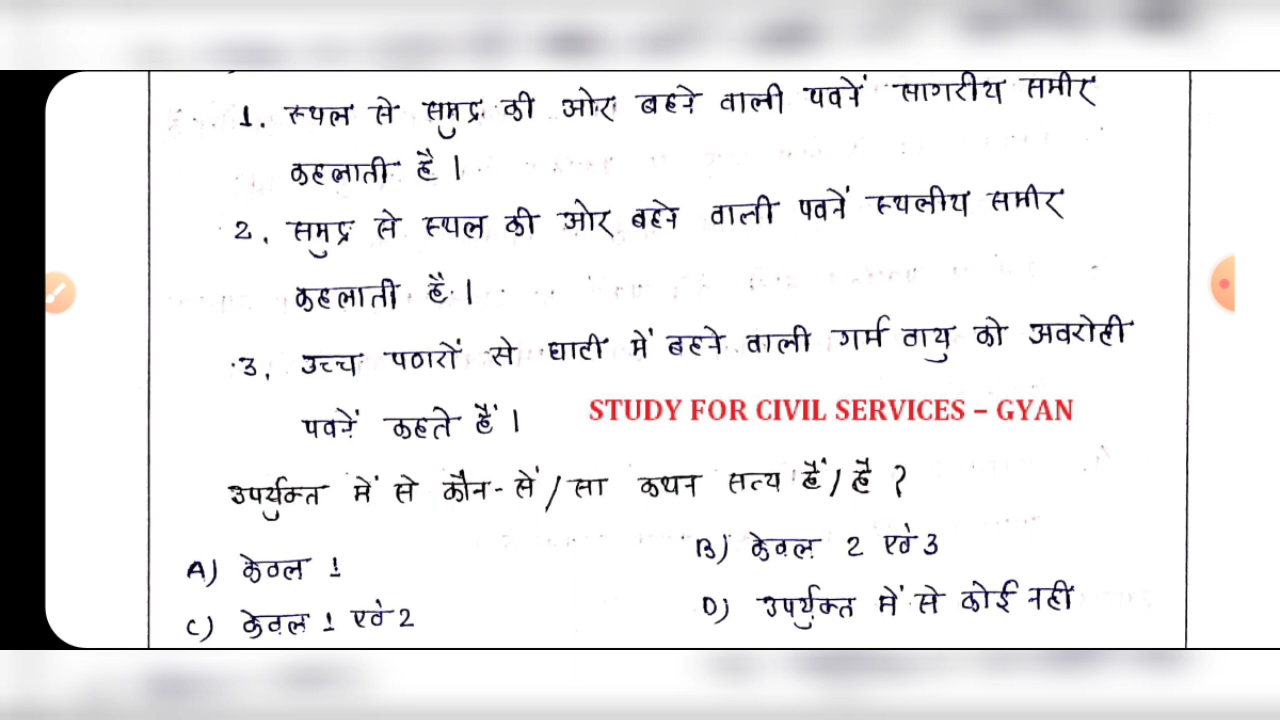 1. स्थल से समुद्र की ओर बहने वाली पवनें सागरीय समीर
कहलाती है ।
2. समुद्र से स्थल की ओर बहने वाली पवनें स्थलीय समीर
कहलाती है ।
3. उच्च पठारों से घाटी में बहने वाली गर्म वायु को अवरोही
पवनें कहते हैं ।
STUDY FOR CIVIL SERVICES – GYAN
उपर्युक्त में से कौन-सें/सा कथन सत्य हैं/है ?
A) केवल 1
B) केवल 2 एवं 3
C) केवल 1 एवं 2
D) उपर्युक्त में से कोई नहीं